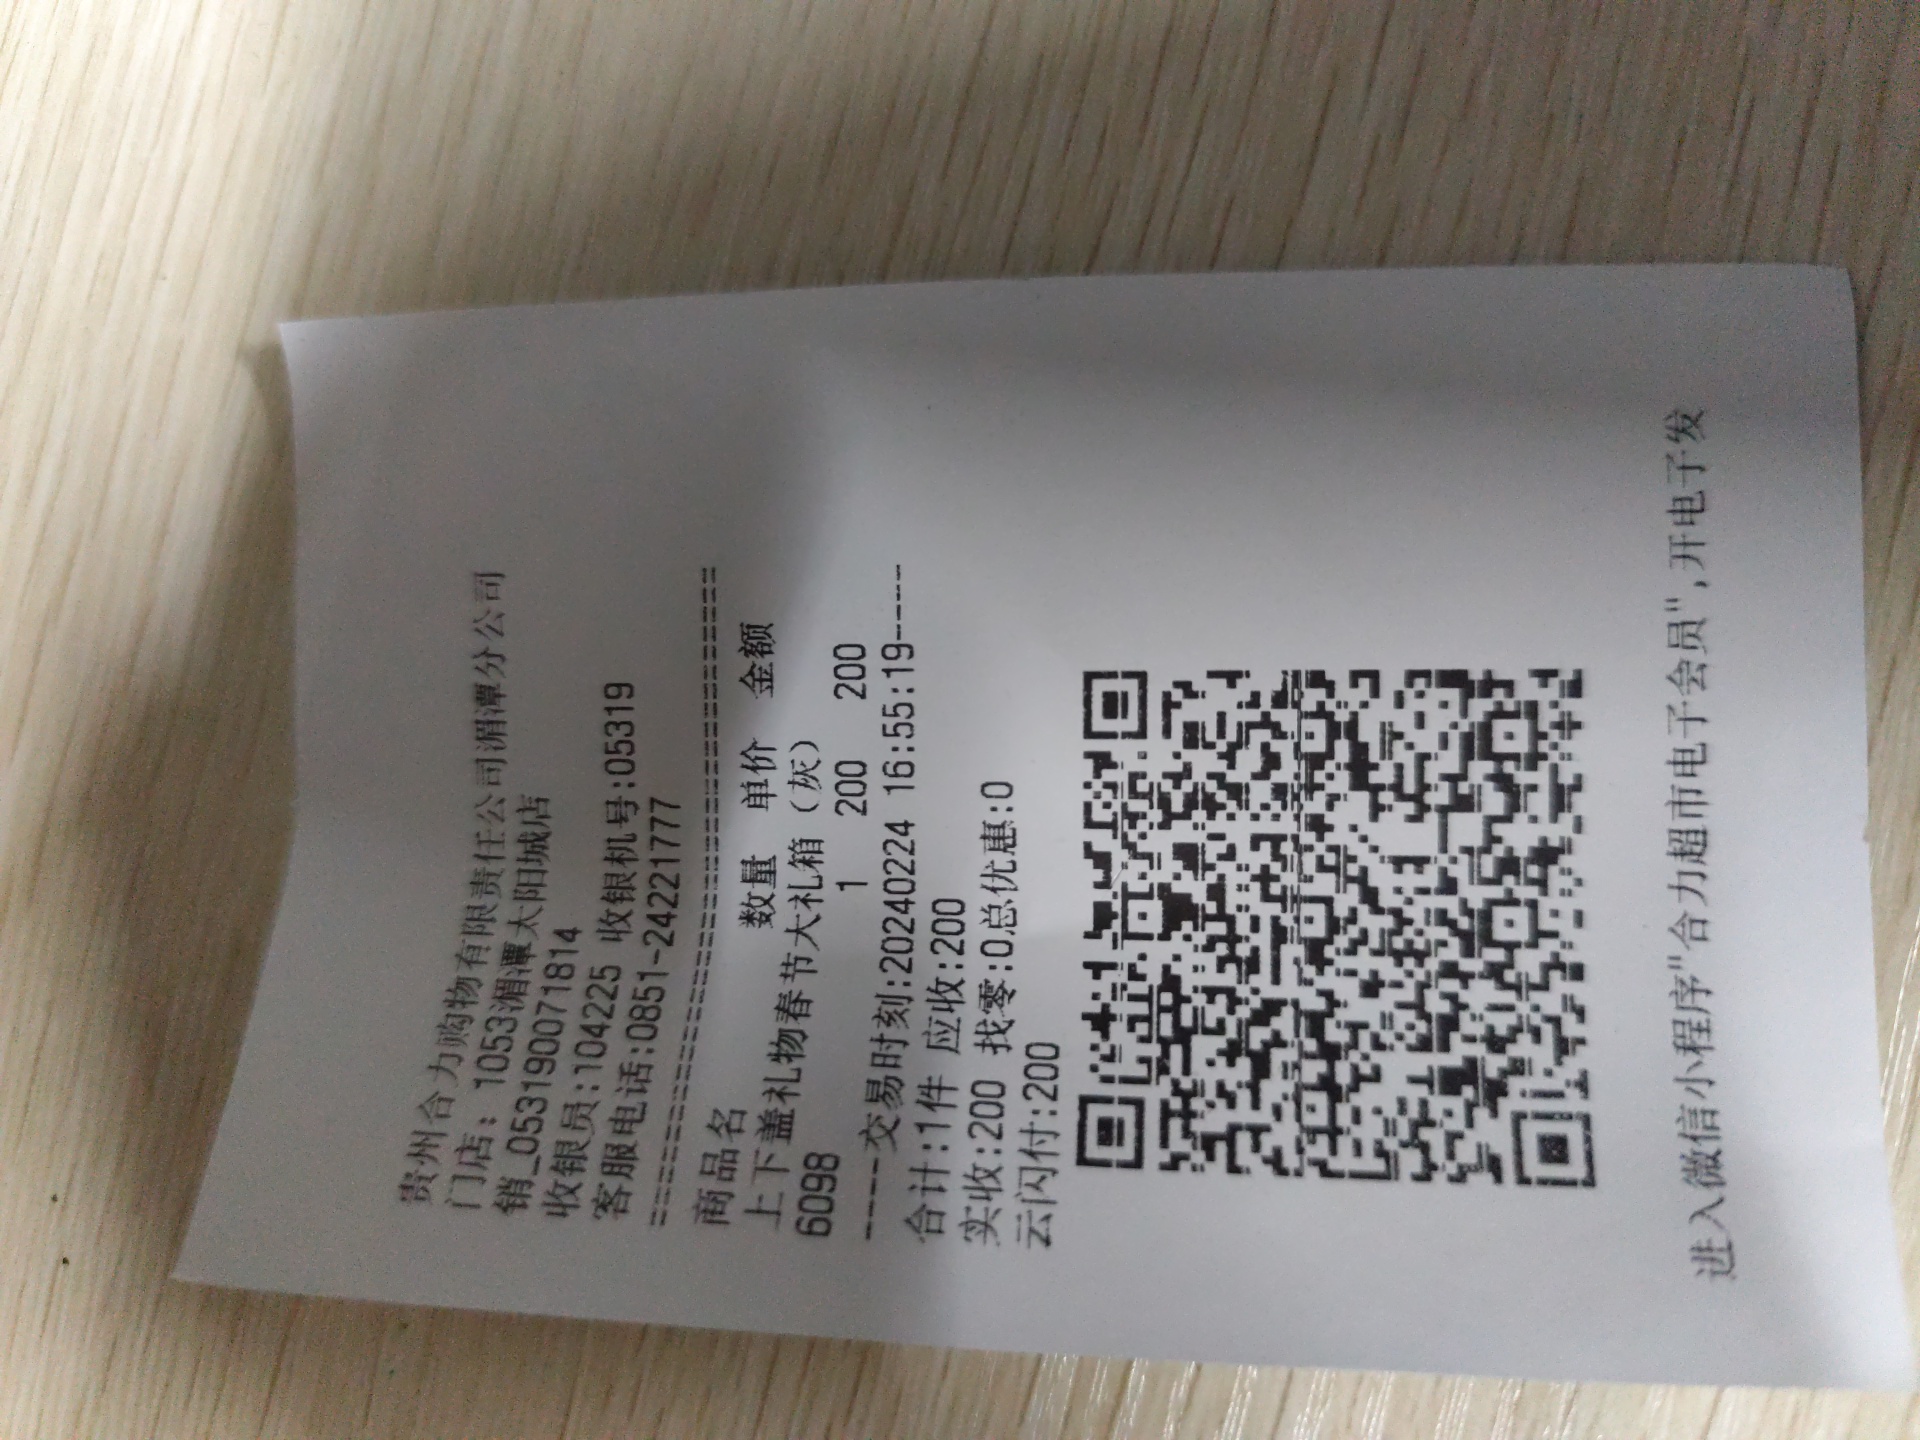 贵州合力购物有限责任公司湄潭分公司
门店：1053湄潭太阳城店
销_053190071814
收银员:104225 收银机号:05319
客服电话:0851-24221777
================================
商品名 数量 单价 金额
上下盖礼物春节大礼箱（灰）
6098 1 200 200
----交易时刻:20240224 16:55:19----
合计:1件 应收:200
实收:200 找零:0总优惠:0
云闪付:200
进入微信小程序"合力超市电子会员",开电子发